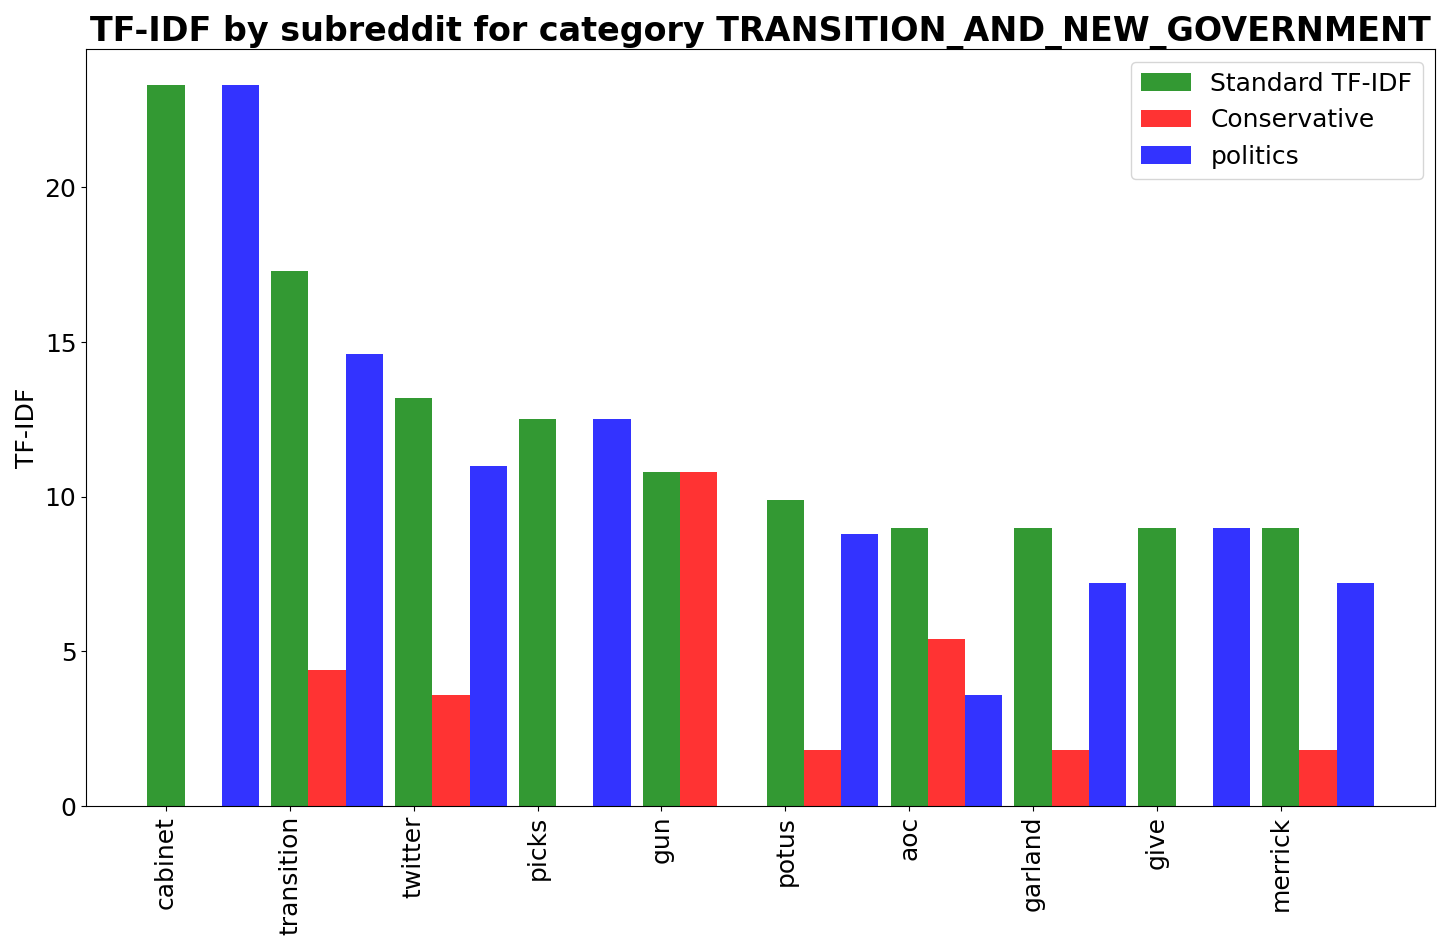 TF-IDF by subreddit for category TRANSITION_AND_NEW_GOVERNMENT
Standard TF-IDF
Conservative
politics
TF-IDF
20
15
10
5
0
cabinet
transition
twitter
picks
gun
potus
aoc
garland
give
merrick